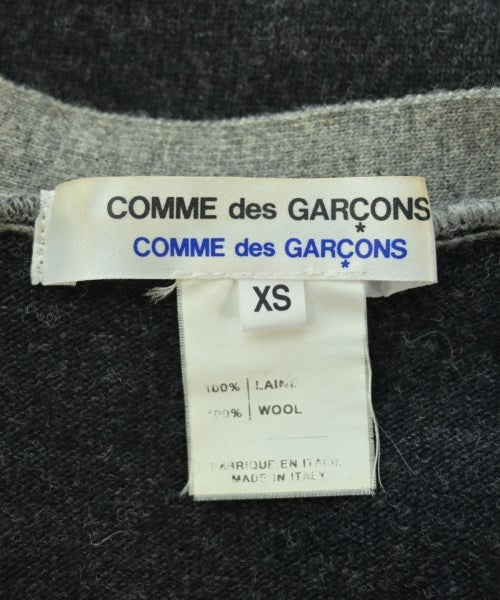 COMME des GARÇONS
COMME des GARÇONS
XS
100% | LAINE
100% | WOOL
FABRIQUE EN ITALIE
MADE IN ITALY